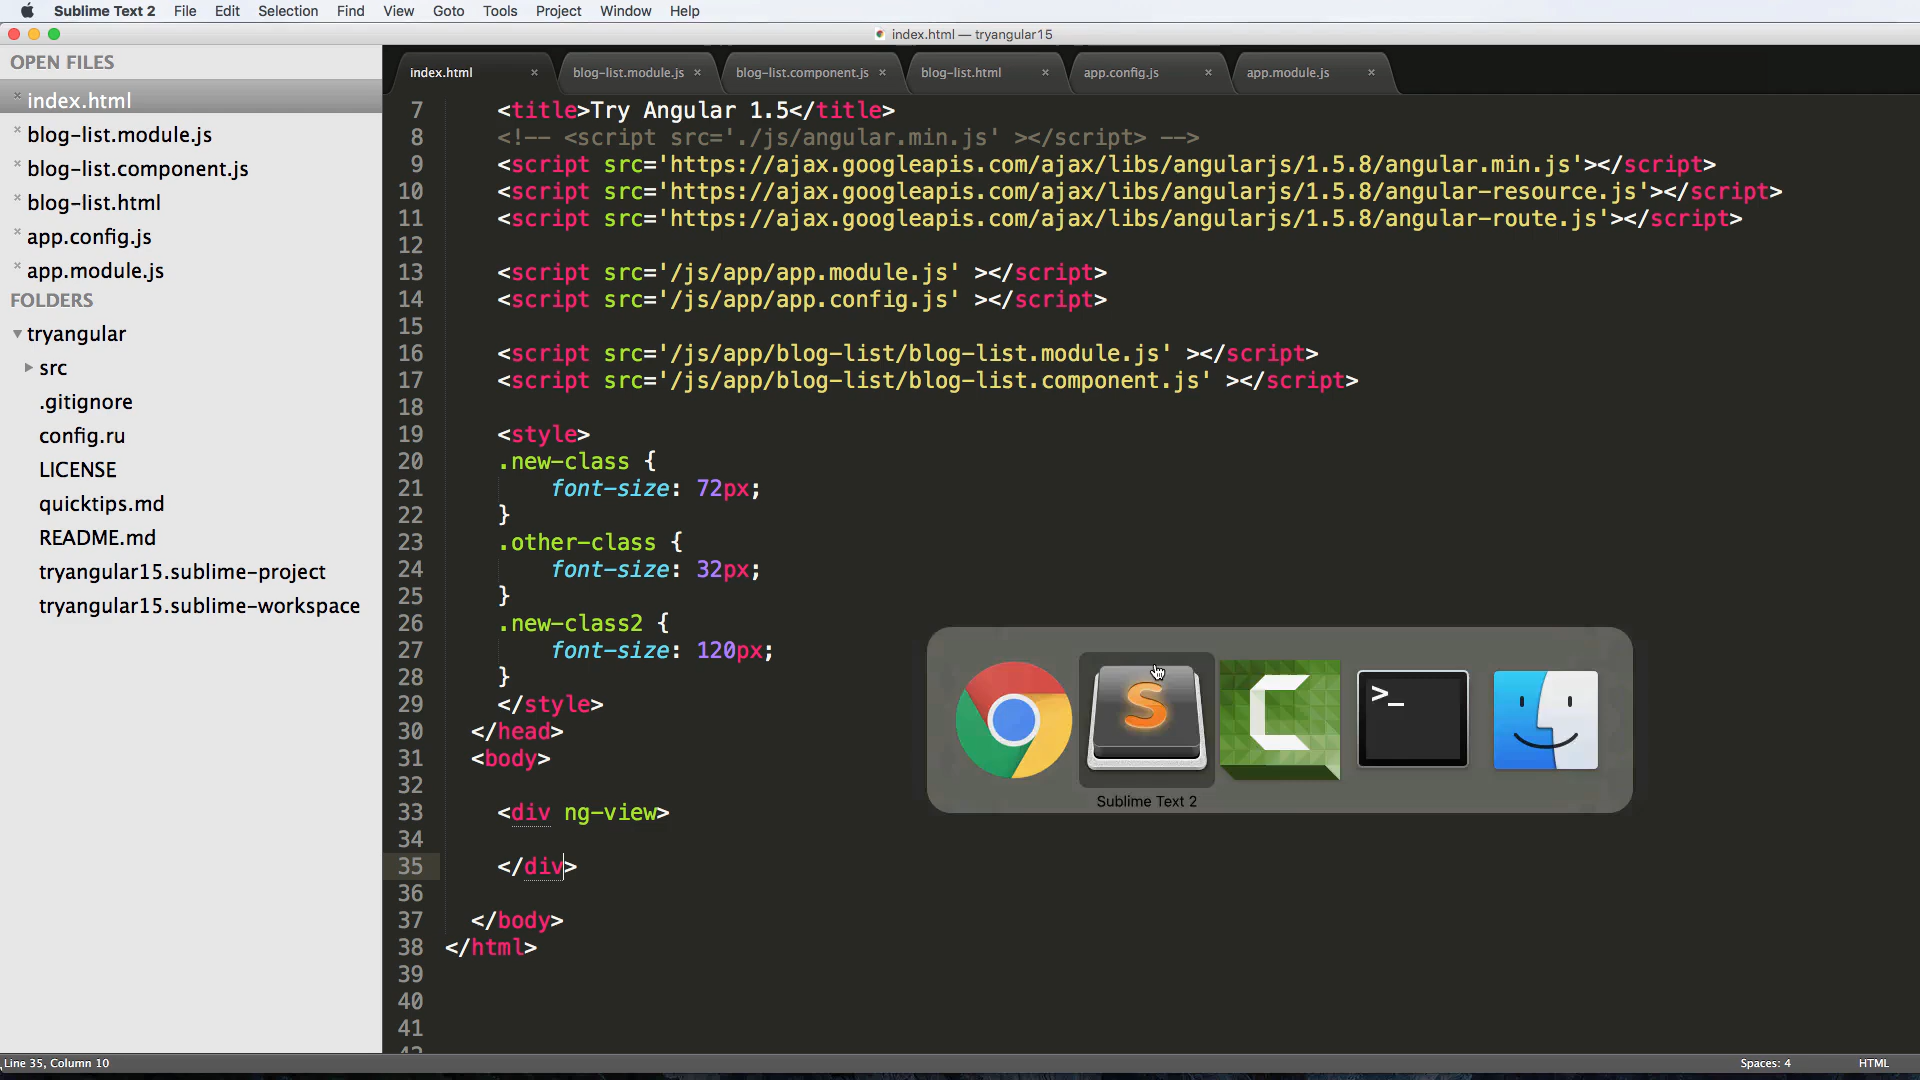 Sublime Text 2 File Edit Selection Find View Goto Tools Project Window Help
index.html — tryangular15
OPEN FILES
index.html
blog-list.module.js
blog-list.component.js
blog-list.html
app.config.js
app.module.js
FOLDERS
tryangular
src
.gitignore
config.ru
LICENSE
quicktips.md
README.md
tryangular15.sublime-project
tryangular15.sublime-workspace
index.html × blog-list.module.js × blog-list.component.js × blog-list.html × app.config.js × app.module.js ×
7 <title>Try Angular 1.5</title>
8 <!-- <script src='./js/angular.min.js' ></script> -->
9 <script src='https://ajax.googleapis.com/ajax/libs/angularjs/1.5.8/angular.min.js'></script>
10 <script src='https://ajax.googleapis.com/ajax/libs/angularjs/1.5.8/angular-resource.js'></script>
11 <script src='https://ajax.googleapis.com/ajax/libs/angularjs/1.5.8/angular-route.js'></script>
12
13 <script src='/js/app/app.module.js' ></script>
14 <script src='/js/app/app.config.js' ></script>
15
16 <script src='/js/app/blog-list/blog-list.module.js' ></script>
17 <script src='/js/app/blog-list/blog-list.component.js' ></script>
18
19 <style>
20 .new-class {
21 font-size: 72px;
22 }
23 .other-class {
24 font-size: 32px;
25 }
26 .new-class2 {
27 font-size: 120px;
28 }
29 </style>
30 </head>
31 <body>
32
33 <div ng-view>
34
35 </div>
36
37 </body>
38 </html>
39
40
41
S
>_
Sublime Text 2
Line 35, Column 10
Spaces: 4
HTML